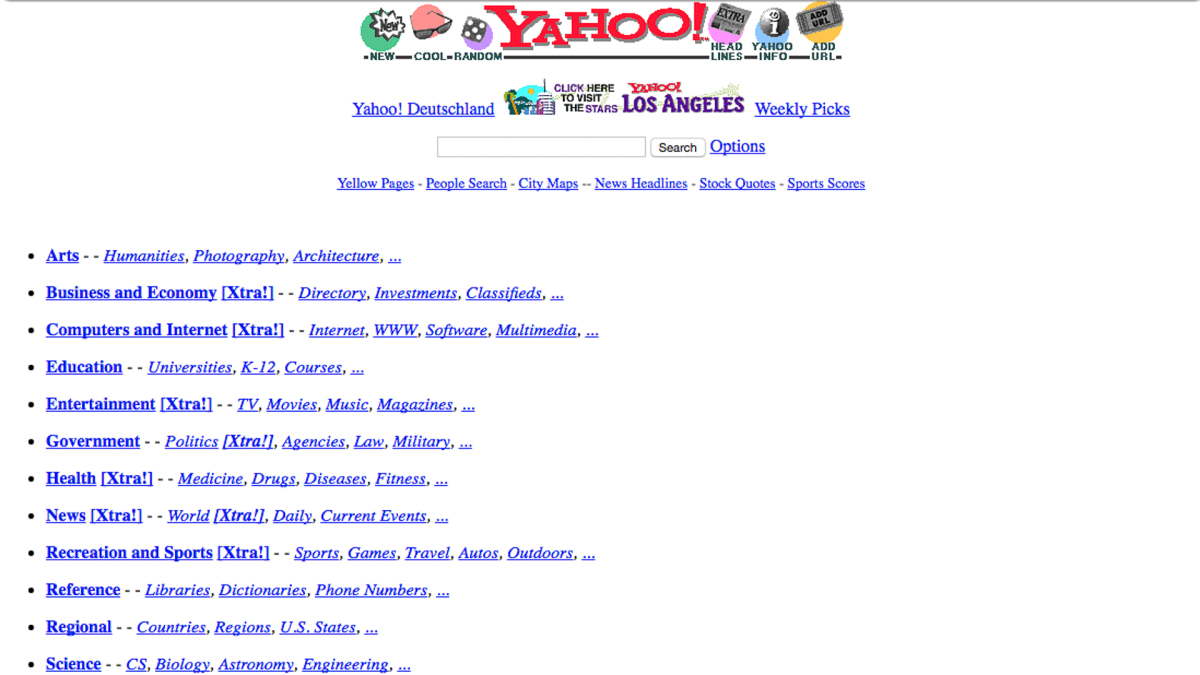 New EXTRA ADD URL
YAHOO!
NEW COOL RANDOM HEAD LINES YAHOO INFO ADD URL
Yahoo! Deutschland CLICK HERE TO VISIT THE STARS YAHOO! LOS ANGELES Weekly Picks
Search Options
Yellow Pages - People Search - City Maps -- News Headlines - Stock Quotes - Sports Scores
• Arts - - Humanities, Photography, Architecture, ...
• Business and Economy [Xtra!] - - Directory, Investments, Classifieds, ...
• Computers and Internet [Xtra!] - - Internet, WWW, Software, Multimedia, ...
• Education - - Universities, K-12, Courses, ...
• Entertainment [Xtra!] - - TV, Movies, Music, Magazines, ...
• Government - - Politics [Xtra!], Agencies, Law, Military, ...
• Health [Xtra!] - - Medicine, Drugs, Diseases, Fitness, ...
• News [Xtra!] - - World [Xtra!], Daily, Current Events, ...
• Recreation and Sports [Xtra!] - - Sports, Games, Travel, Autos, Outdoors, ...
• Reference - - Libraries, Dictionaries, Phone Numbers, ...
• Regional - - Countries, Regions, U.S. States, ...
• Science - - CS, Biology, Astronomy, Engineering, ...